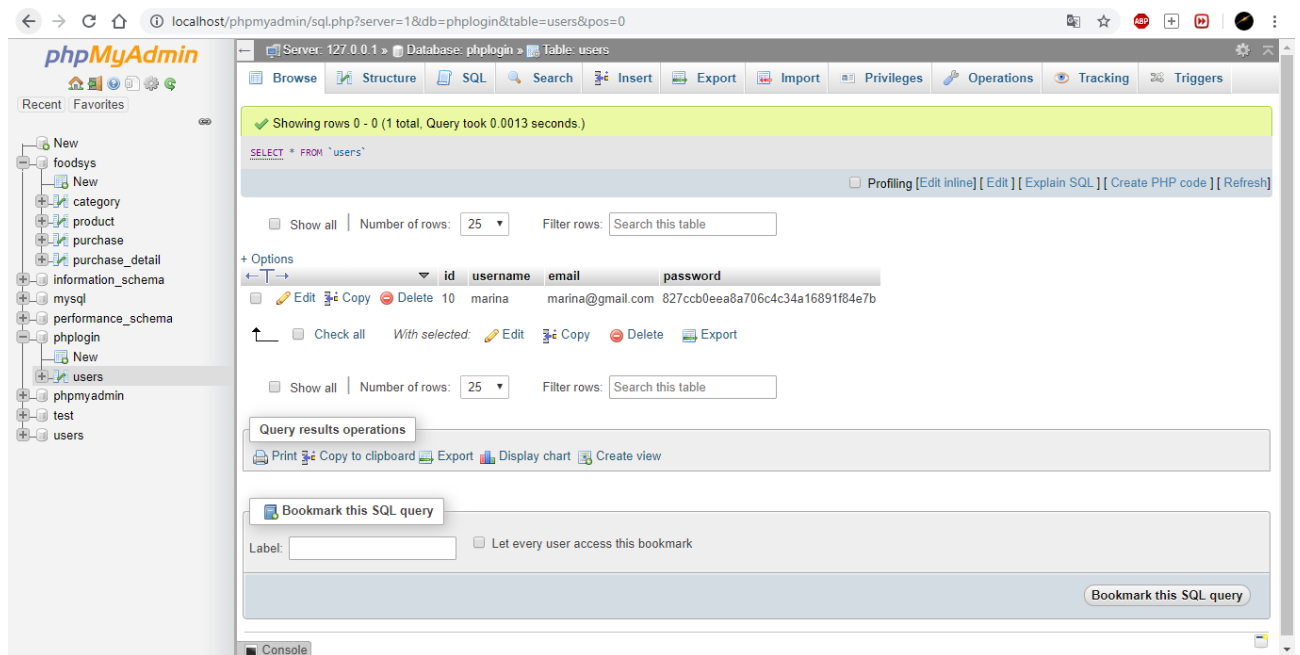 localhost/phpmyadmin/sql.php?server=1&db=phplogin&table=users&pos=0
ABP
phpMyAdmin
Recent Favorites
New
foodsys
New
category
product
purchase
purchase_detail
information_schema
mysql
performance_schema
phplogin
New
users
phpmyadmin
test
users
Server: 127.0.0.1 » Database: phplogin » Table: users
Browse Structure SQL Search Insert Export Import Privileges Operations Tracking Triggers
Showing rows 0 - 0 (1 total, Query took 0.0013 seconds.)
SELECT * FROM `users`
Profiling [Edit inline] [ Edit ] [ Explain SQL ] [ Create PHP code ] [ Refresh]
Show all Number of rows: 25 Filter rows: Search this table
+ Options
id username email password
Edit Copy Delete 10 marina marina@gmail.com 827ccb0eea8a706c4c34a16891f84e7b
Check all With selected: Edit Copy Delete Export
Show all Number of rows: 25 Filter rows: Search this table
Query results operations
Print Copy to clipboard Export Display chart Create view
Bookmark this SQL query
Label: Let every user access this bookmark
Bookmark this SQL query
Console